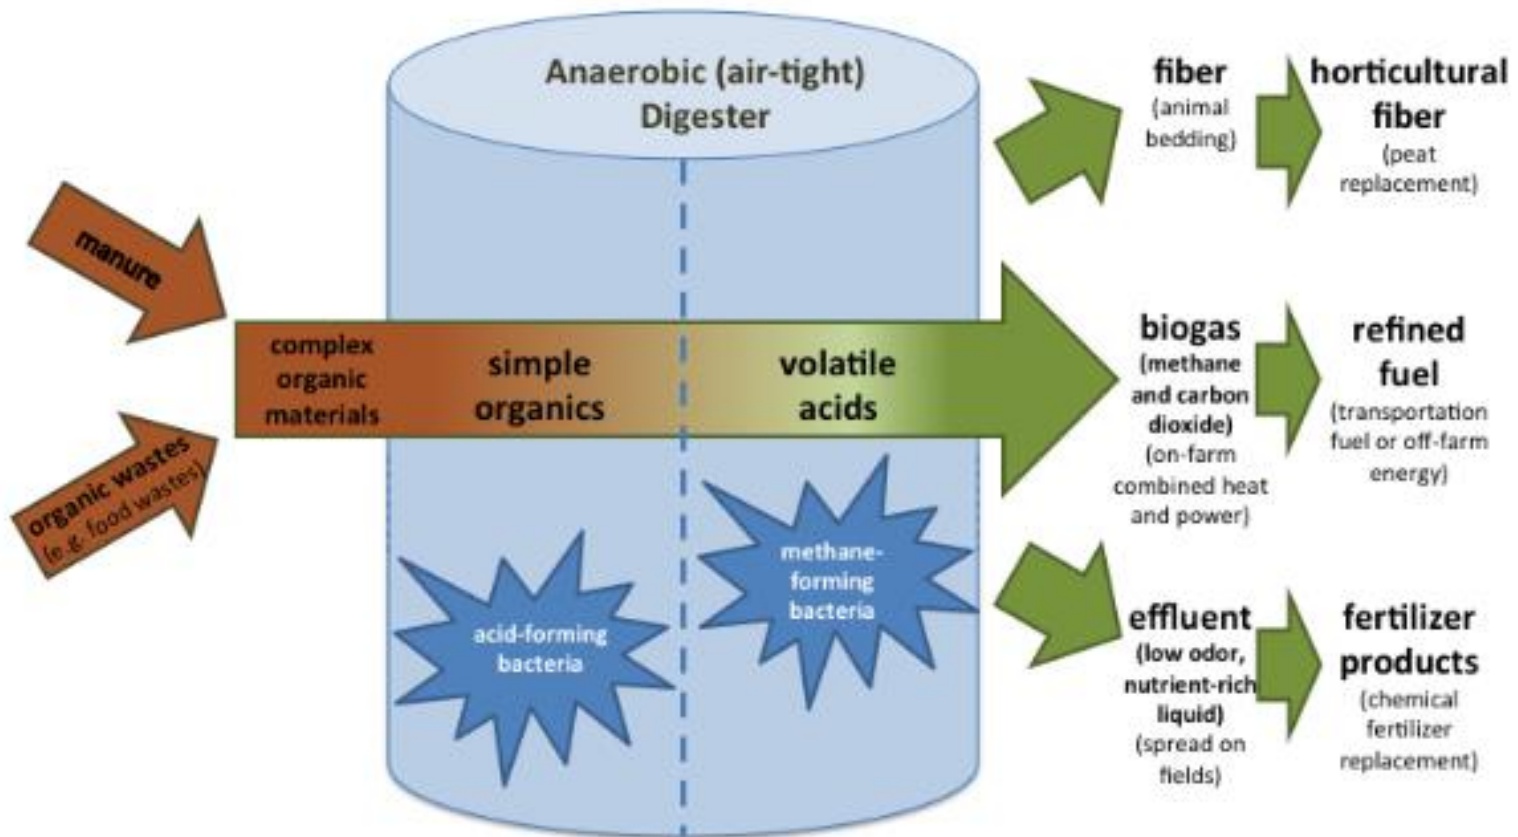 Anaerobic (air-tight)
Digester
manure
organic wastes
(e.g. food wastes)
complex
organic
materials
simple
organics
volatile
acids
acid-forming
bacteria
methane-
forming
bacteria
fiber
(animal
bedding)
horticultural
fiber
(peat
replacement)
biogas
(methane
and carbon
dioxide)
(on-farm
combined heat
and power)
refined
fuel
(transportation
fuel or off-farm
energy)
effluent
(low odor,
nutrient-rich
liquid)
(spread on
fields)
fertilizer
products
(chemical
fertilizer
replacement)